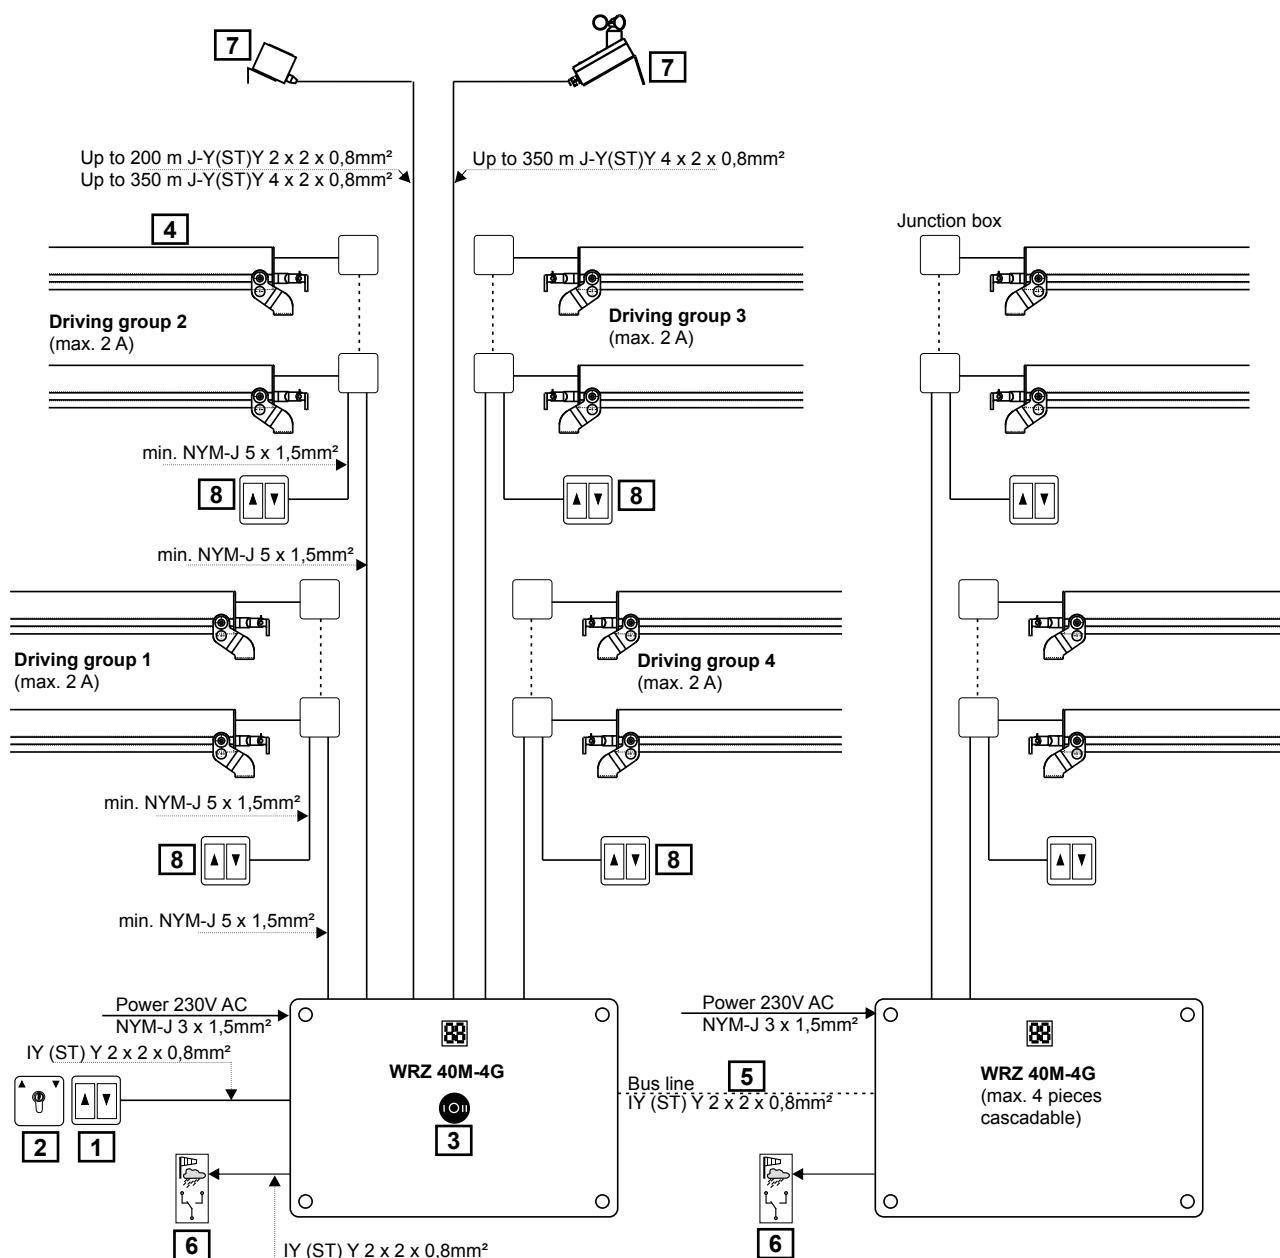 7
7
Up to 200 m J-Y(ST)Y 2 x 2 x 0,8mm²
Up to 350 m J-Y(ST)Y 4 x 2 x 0,8mm²
Up to 350 m J-Y(ST)Y 4 x 2 x 0,8mm²
4
Junction box
Driving group 2
(max. 2 A)
Driving group 3
(max. 2 A)
min. NYM-J 5 x 1,5mm²
8
8
min. NYM-J 5 x 1,5mm²
Driving group 1
(max. 2 A)
Driving group 4
(max. 2 A)
min. NYM-J 5 x 1,5mm²
8
8
min. NYM-J 5 x 1,5mm²
Power 230V AC
NYM-J 3 x 1,5mm²
IY (ST) Y 2 x 2 x 0,8mm²
2
1
88
WRZ 40M-4G
I O II
3
Bus line
5
IY (ST) Y 2 x 2 x 0,8mm²
Power 230V AC
NYM-J 3 x 1,5mm²
88
WRZ 40M-4G
(max. 4 pieces
cascadable)
6
IY (ST) Y 2 x 2 x 0,8mm²
6